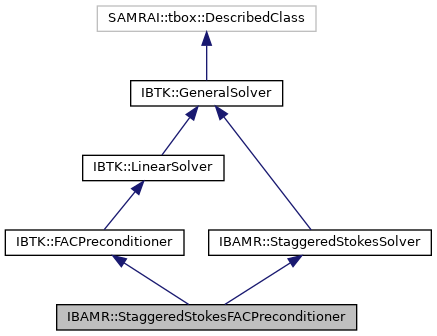 SAMRAI::tbox::DescribedClass
IBTK::GeneralSolver
IBTK::LinearSolver
IBTK::FACPreconditioner
IBAMR::StaggeredStokesSolver
IBAMR::StaggeredStokesFACPreconditioner